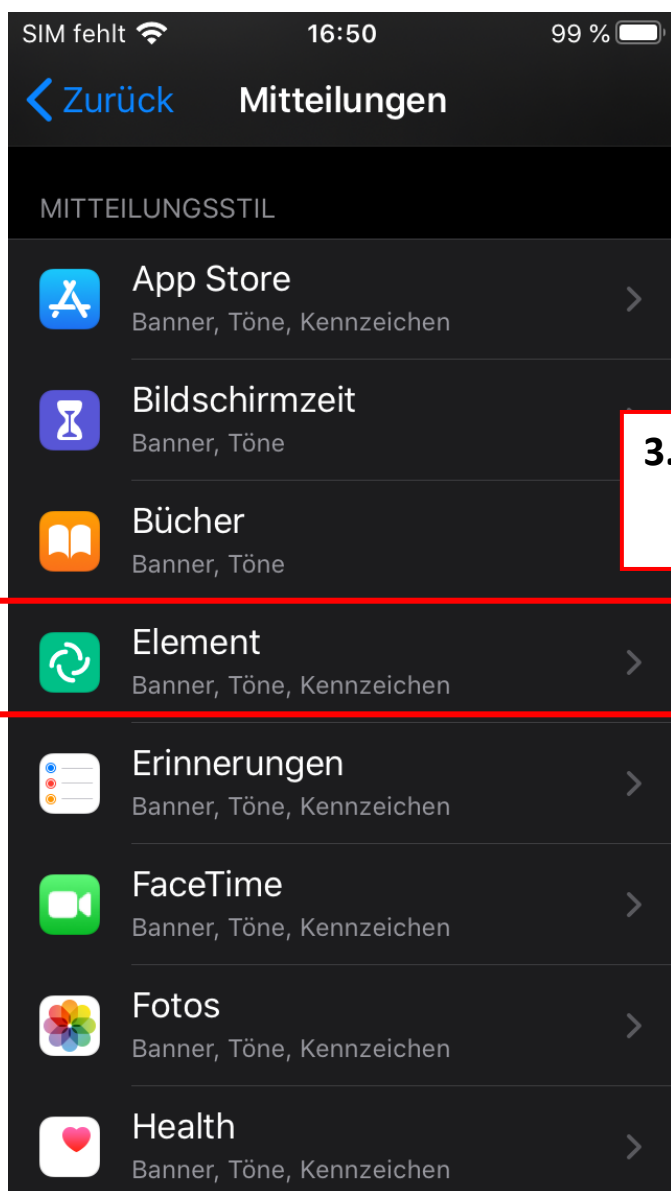 SIM fehlt 16:50 99 %
Zurück Mitteilungen
MITTEILUNGSSTIL
App Store
Banner, Töne, Kennzeichen
Bildschirmzeit
Banner, Töne
3.
Bücher
Banner, Töne
Element
Banner, Töne, Kennzeichen
Erinnerungen
Banner, Töne, Kennzeichen
FaceTime
Banner, Töne, Kennzeichen
Fotos
Banner, Töne, Kennzeichen
Health
Banner, Töne, Kennzeichen